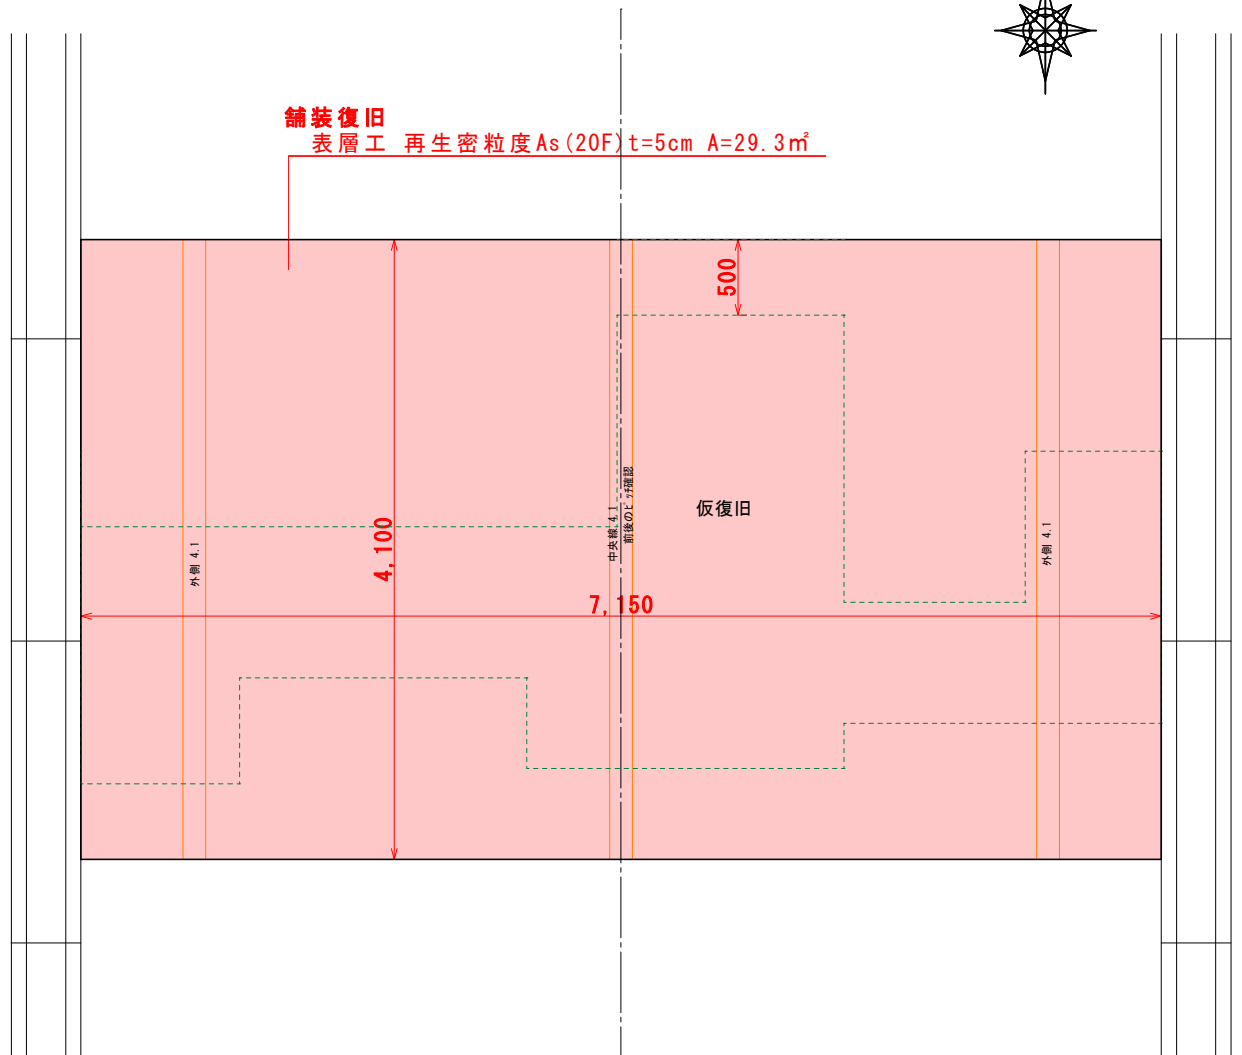 舗装復旧
表層工 再生密粒度As(20F)t=5cm A=29.3㎡
500
中央線 4.1
前後のﾋﾟｯﾁ確認
仮復旧
4,100
外側 4.1
外側 4.1
7,150